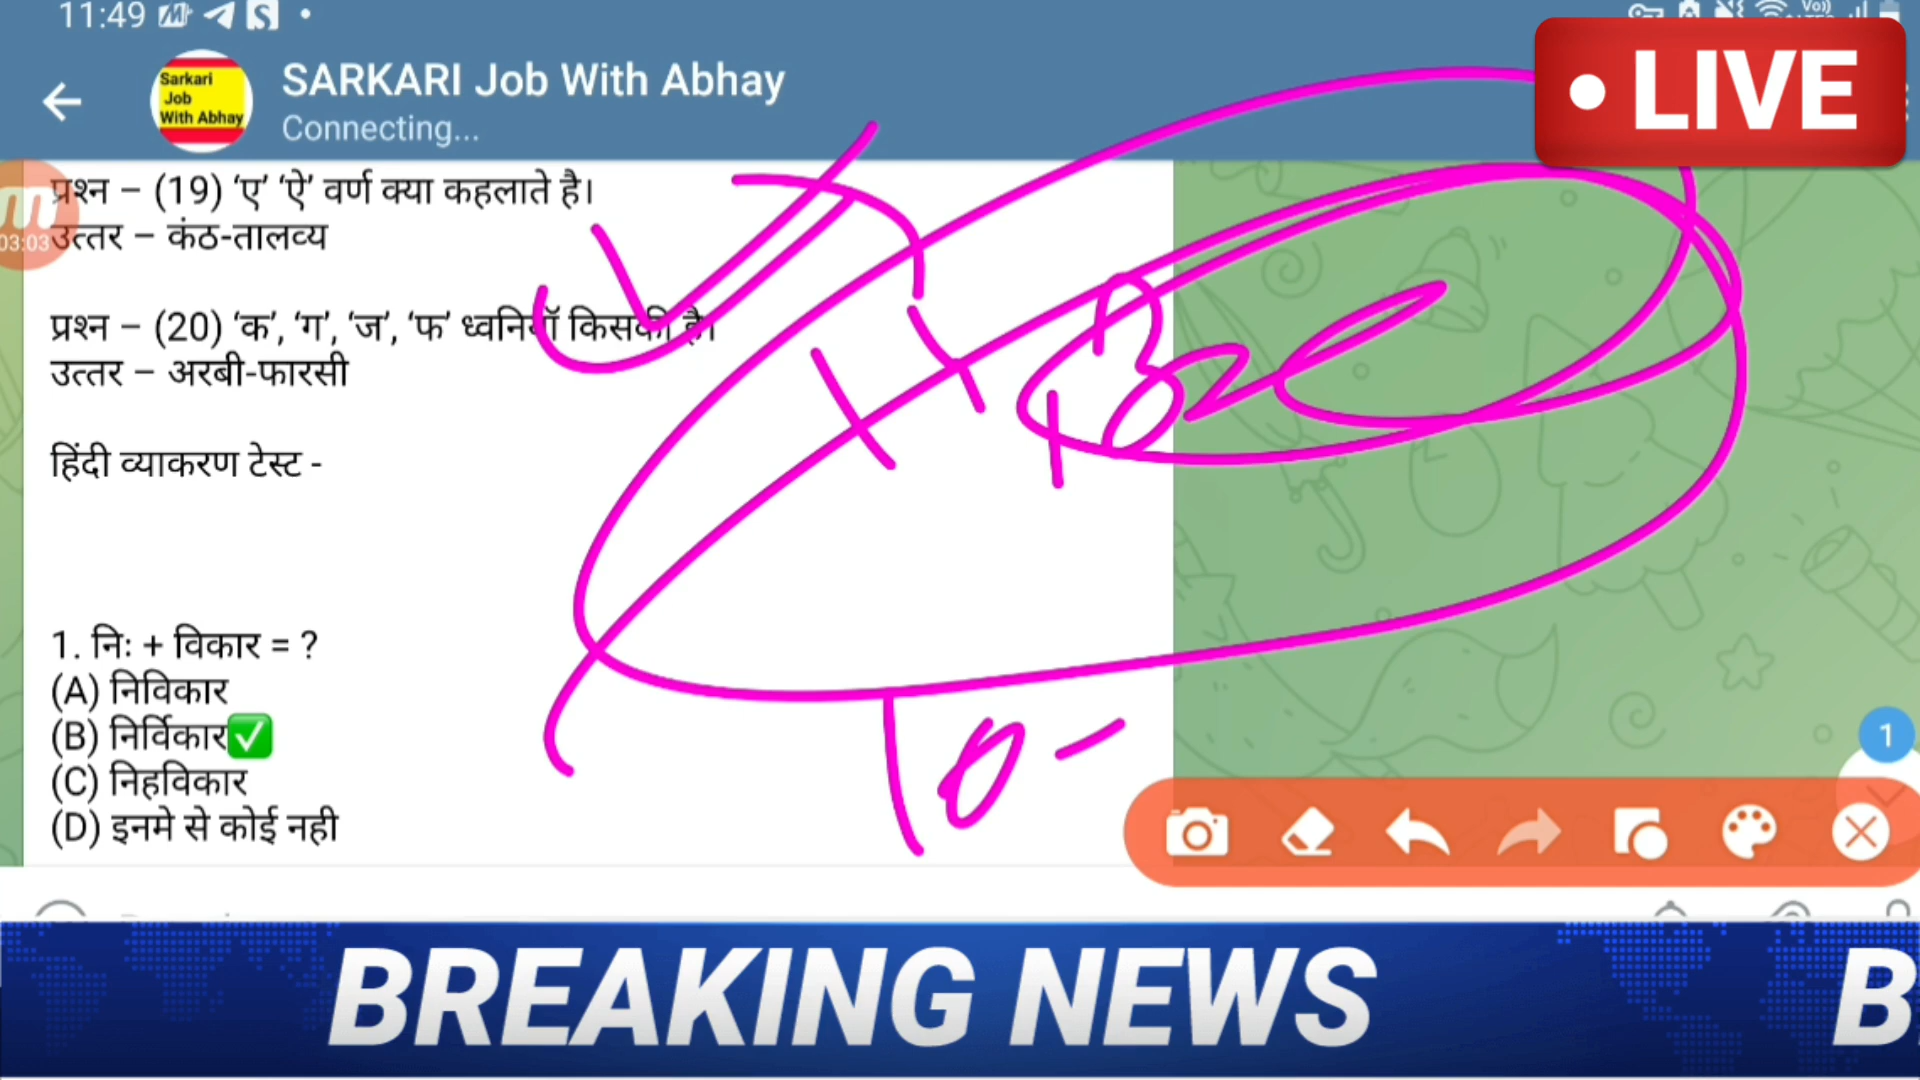 11:49
LIVE
SARKARI Job With Abhay
Connecting...
Sarkari
Job
With Abhay
03:03
प्रश्न – (19) ‘ए’ ‘ऐ’ वर्ण क्या कहलाते है।
उत्तर – कंठ-तालव्य
प्रश्न – (20) ‘क’, ‘ग’, ‘ज’, ‘फ’ ध्वनियॉ किसकी है।
उत्तर – अरबी-फारसी
हिंदी व्याकरण टेस्ट -
1. निः + विकार = ?
(A) निविकार
(B) निर्विकार✅
(C) निहविकार
(D) इनमे से कोई नही
1
BREAKING NEWS
B